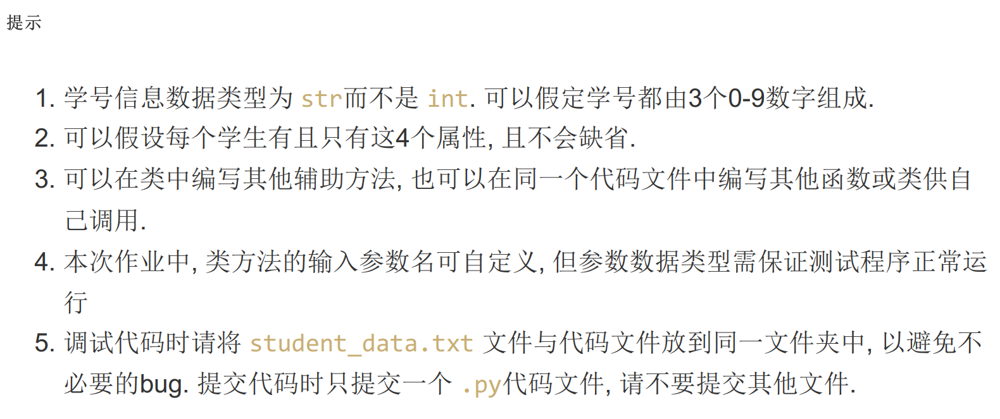 提示
1. 学号信息数据类型为 str而不是 int. 可以假定学号都由3个0-9数字组成.
2. 可以假设每个学生有且只有这4个属性, 且不会缺省.
3. 可以在类中编写其他辅助方法, 也可以在同一个代码文件中编写其他函数或类供自
己调用.
4. 本次作业中, 类方法的输入参数名可自定义, 但参数数据类型需保证测试程序正常运
行
5. 调试代码时请将 student_data.txt 文件与代码文件放到同一文件夹中, 以避免不
必要的bug. 提交代码时只提交一个 .py代码文件, 请不要提交其他文件.